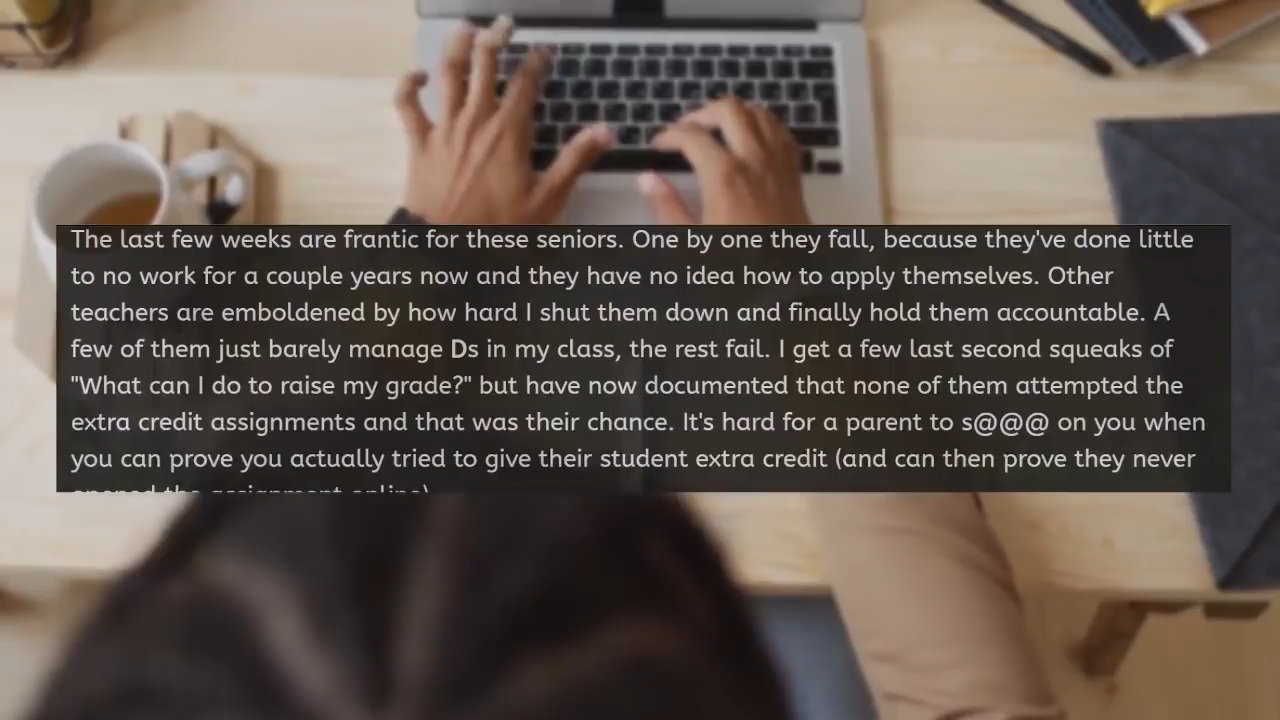 The last few weeks are frantic for these seniors. One by one they fall, because they've done little
to no work for a couple years now and they have no idea how to apply themselves. Other
teachers are emboldened by how hard I shut them down and finally hold them accountable. A
few of them just barely manage Ds in my class, the rest fail. I get a few last second squeaks of
"What can I do to raise my grade?" but have now documented that none of them attempted the
extra credit assignments and that was their chance. It's hard for a parent to s@@@ on you when
you can prove you actually tried to give their student extra credit (and can then prove they never
opened the assignment online)